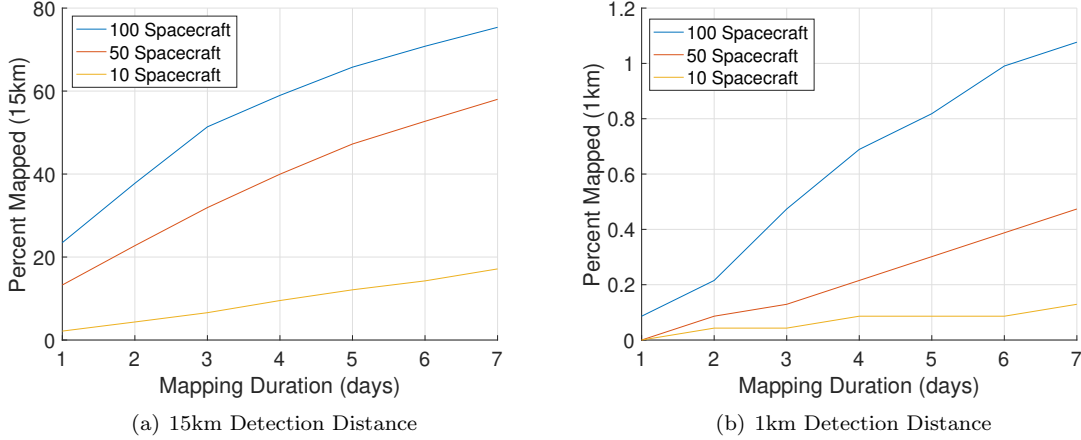 80
60
40
20
0
Percent Mapped (15km)
100 Spacecraft
50 Spacecraft
10 Spacecraft
1 2 3 4 5 6 7
Mapping Duration (days)
(a) 15km Detection Distance
1.2
1
0.8
0.6
0.4
0.2
0
Percent Mapped (1km)
100 Spacecraft
50 Spacecraft
10 Spacecraft
1 2 3 4 5 6 7
Mapping Duration (days)
(b) 1km Detection Distance